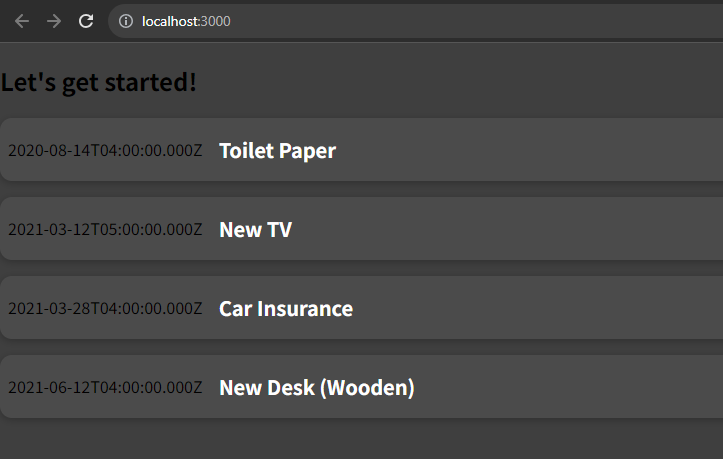 localhost:3000
Let's get started!
2020-08-14T04:00:00.000Z Toilet Paper
2021-03-12T05:00:00.000Z New TV
2021-03-28T04:00:00.000Z Car Insurance
2021-06-12T04:00:00.000Z New Desk (Wooden)